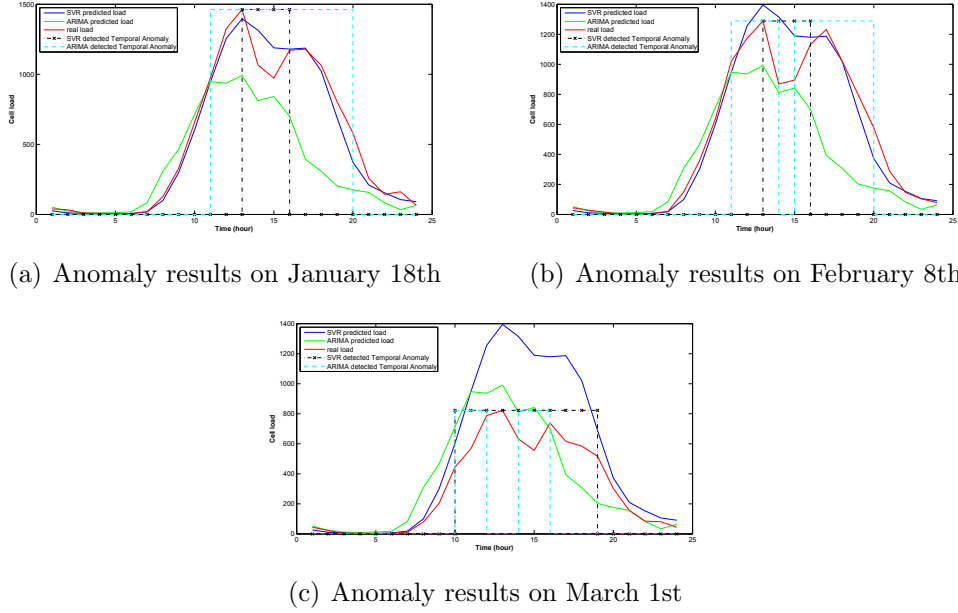 SVR predicted load
ARIMA predicted load
real load
SVR detected Temporal Anomaly
ARIMA detected Temporal Anomaly
1500
1000
500
0
0 5 10 15 20 25
Cell load
Time (hour)
(a) Anomaly results on January 18th
SVR predicted load
ARIMA predicted load
real load
SVR detected Temporal Anomaly
ARIMA detected Temporal Anomaly
1400
1200
1000
800
600
400
200
0
0 5 10 15 20 25
Cell load
Time (hour)
(b) Anomaly results on February 8th
SVR predicted load
ARIMA predicted load
real load
SVR detected Temporal Anomaly
ARIMA detected Temporal Anomaly
1400
1200
1000
800
600
400
200
0
0 5 10 15 20 25
Cell load
Time (hour)
(c) Anomaly results on March 1st